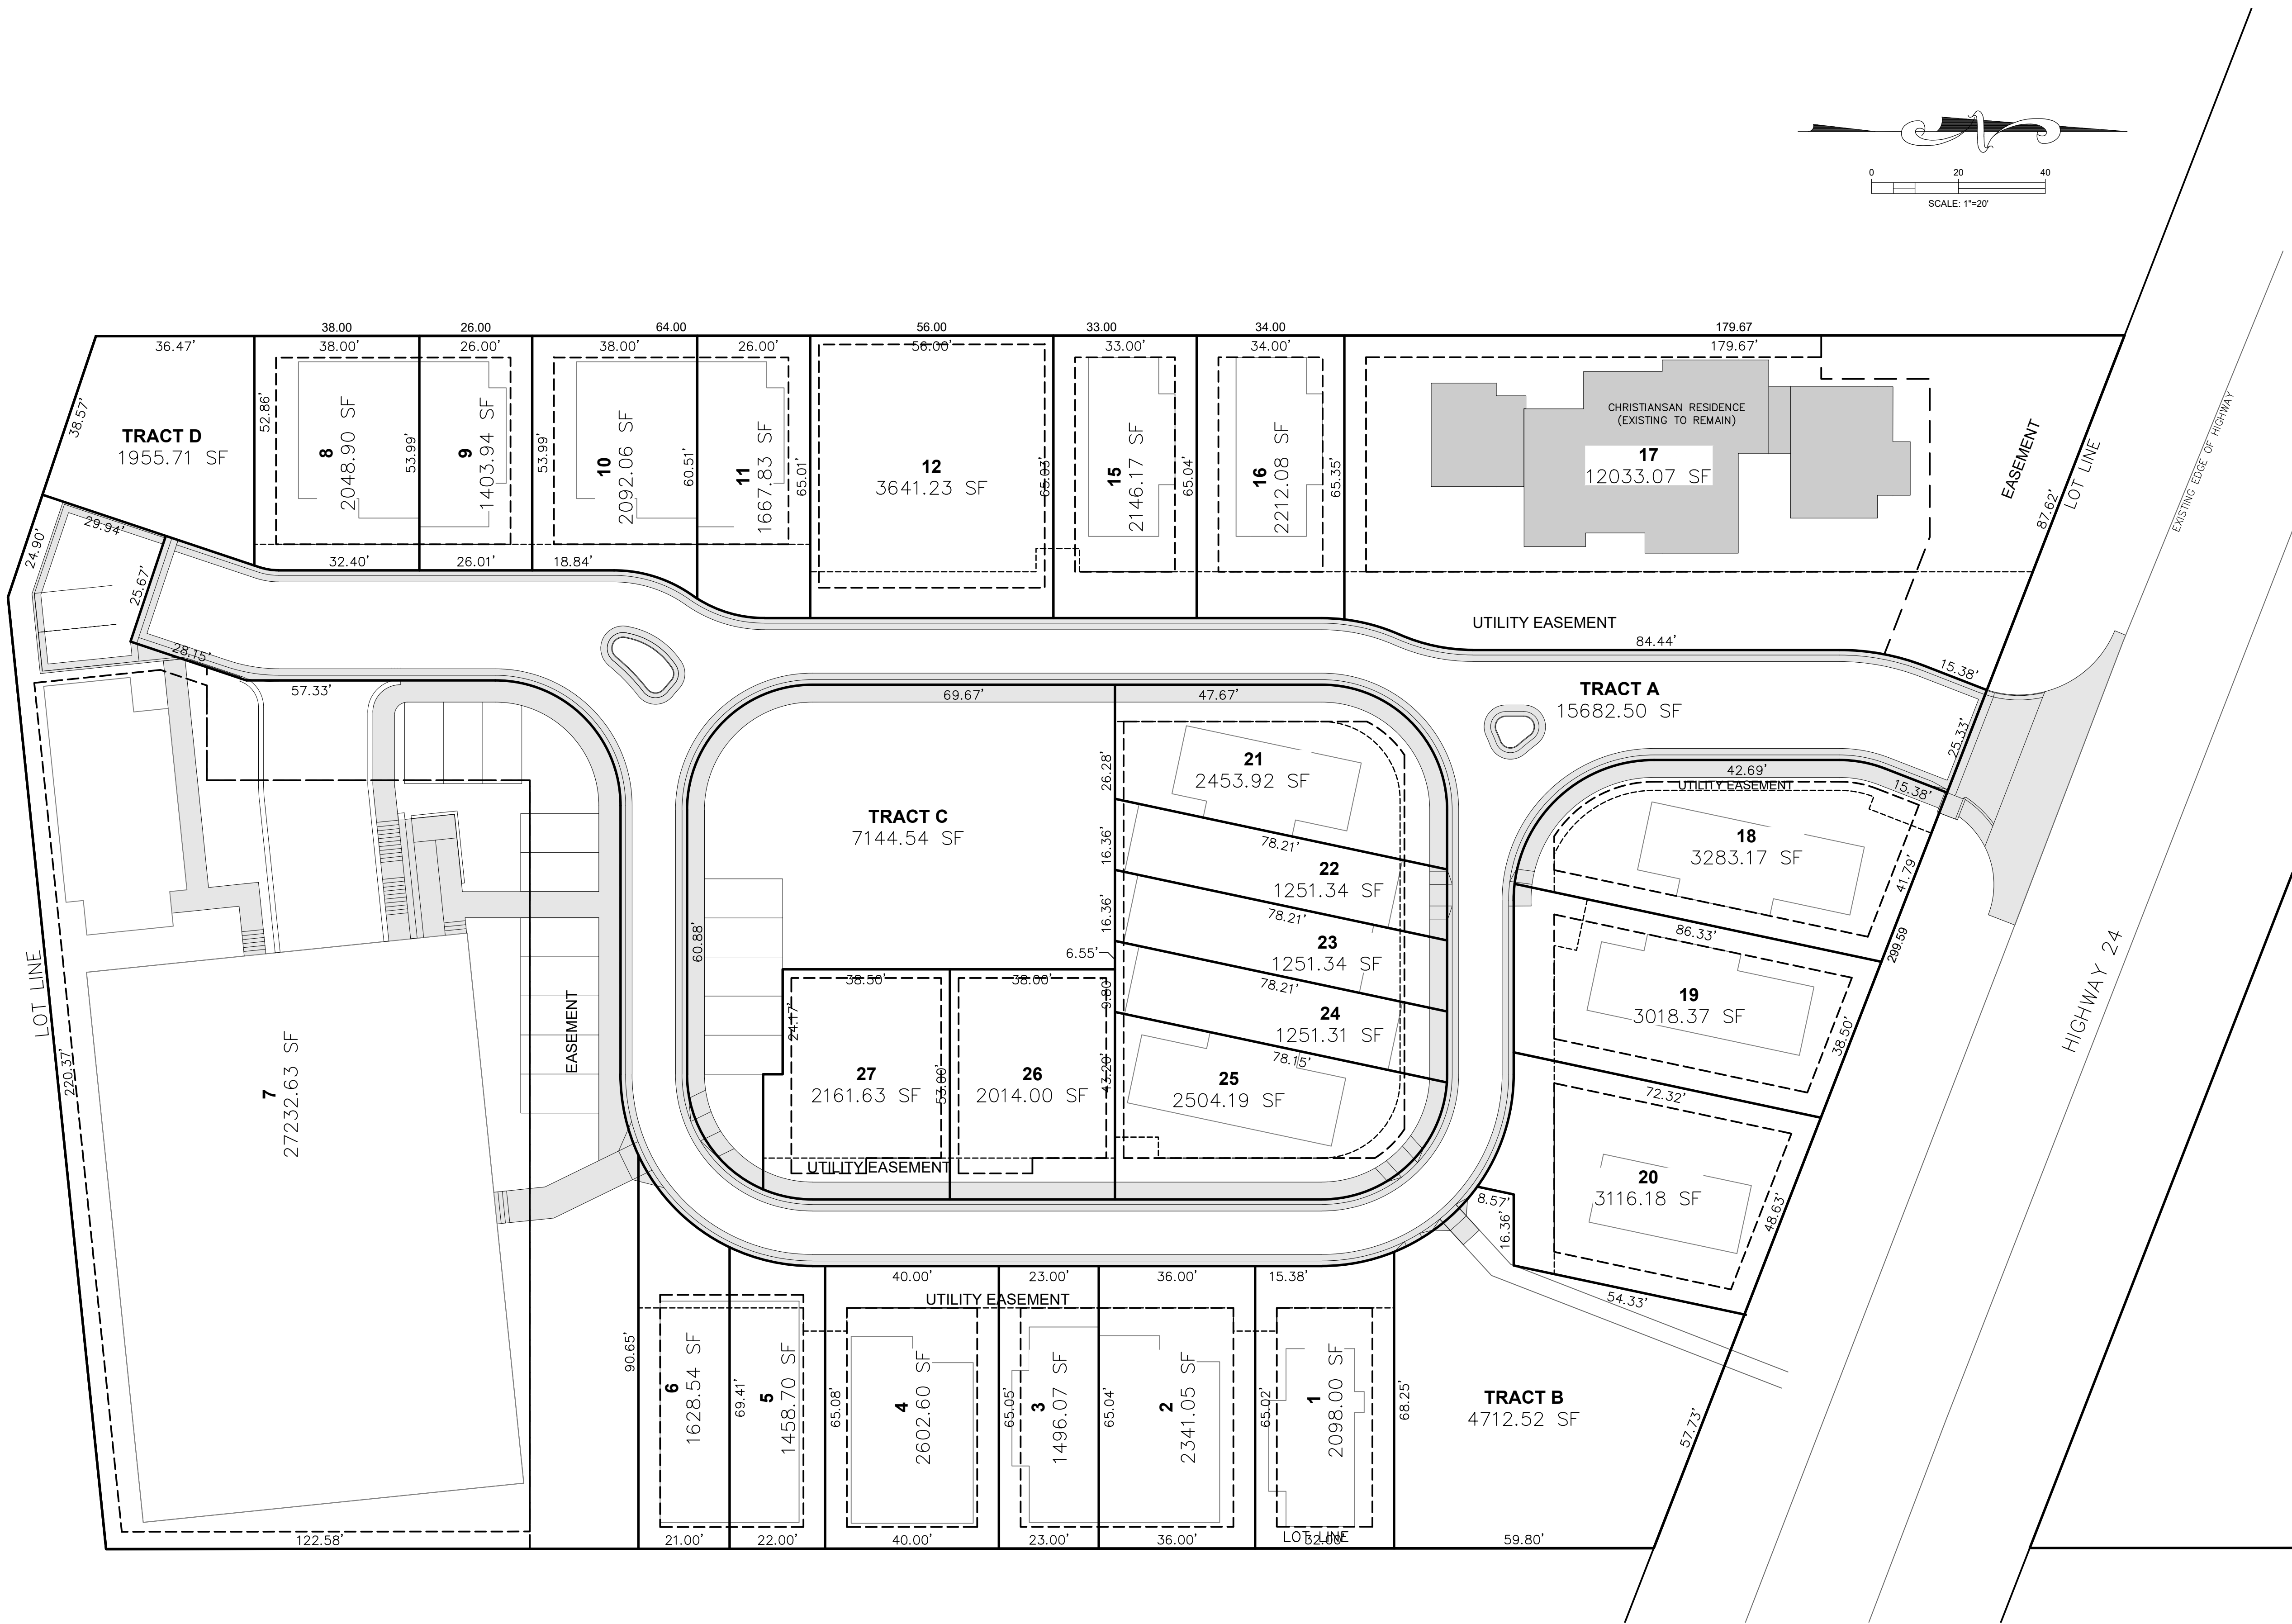 N
0 20 40
SCALE: 1"=20'
38.00 26.00 64.00 56.00 33.00 34.00 179.67
36.47' 38.00' 26.00' 38.00' 26.00' 56.00' 33.00' 34.00' 179.67'
EASEMENT
LOT LINE
87.62'
EXISTING EDGE OF HIGHWAY
HIGHWAY 24
38.57'
TRACT D
1955.71 SF
52.86'
8
2048.90 SF
53.99'
9
1403.94 SF
53.99'
10
2092.06 SF
60.51'
11
1667.83 SF
65.01'
12
3641.23 SF
65.03'
15
2146.17 SF
65.04'
16
2212.08 SF
65.35'
CHRISTIANSAN RESIDENCE
(EXISTING TO REMAIN)
17
12033.07 SF
24.90'
29.94'
25.67'
28.15'
32.40' 26.01' 18.84'
UTILITY EASEMENT
84.44'
15.38'
57.33'
69.67' 47.67'
TRACT A
15682.50 SF
25.33'
42.69'
UTILITY EASEMENT
15.38'
TRACT C
7144.54 SF
26.28'
21
2453.92 SF
78.21'
16.36'
22
1251.34 SF
78.21'
16.36'
23
1251.34 SF
78.21'
6.55'
9.80'
24
1251.31 SF
78.15'
43.20'
25
2504.19 SF
18
3283.17 SF
41.79'
86.33'
299.59
19
3018.37 SF
38.50'
72.32'
20
3116.18 SF
48.63'
54.33'
8.57'
16.36'
60.88'
38.50' 38.00'
24.17'
27
2161.63 SF
53.00'
26
2014.00 SF
UTILITY EASEMENT
LOT LINE
220.37'
7
27232.63 SF
EASEMENT
122.58'
40.00' 23.00' 36.00' 15.38'
UTILITY EASEMENT
90.65'
6
1628.54 SF
69.41'
5
1458.70 SF
65.08'
4
2602.60 SF
65.05'
3
1496.07 SF
65.04'
2
2341.05 SF
65.02'
1
2098.00 SF
68.25'
TRACT B
4712.52 SF
57.73'
LOT LINE
21.00' 22.00' 40.00' 23.00' 36.00' 32.00' 59.80'